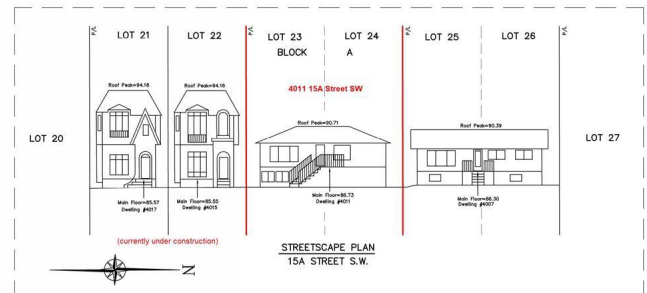 P/L
LOT 21
LOT 22
LOT 23
LOT 24
P/L
LOT 25
LOT 26
P/L
BLOCK A
4011 15A Street SW
Roof Peak=94.16
Roof Peak=94.16
Roof Peak=90.71
Roof Peak=90.39
LOT 20
LOT 27
Main Floor=85.57
Dwelling #4017
Main Floor=85.55
Dwelling #4015
Main Floor=86.73
Dwelling #4011
Main Floor=86.30
Dwelling #4007
(currently under construction)
STREETSCAPE PLAN
15A STREET S.W.
N